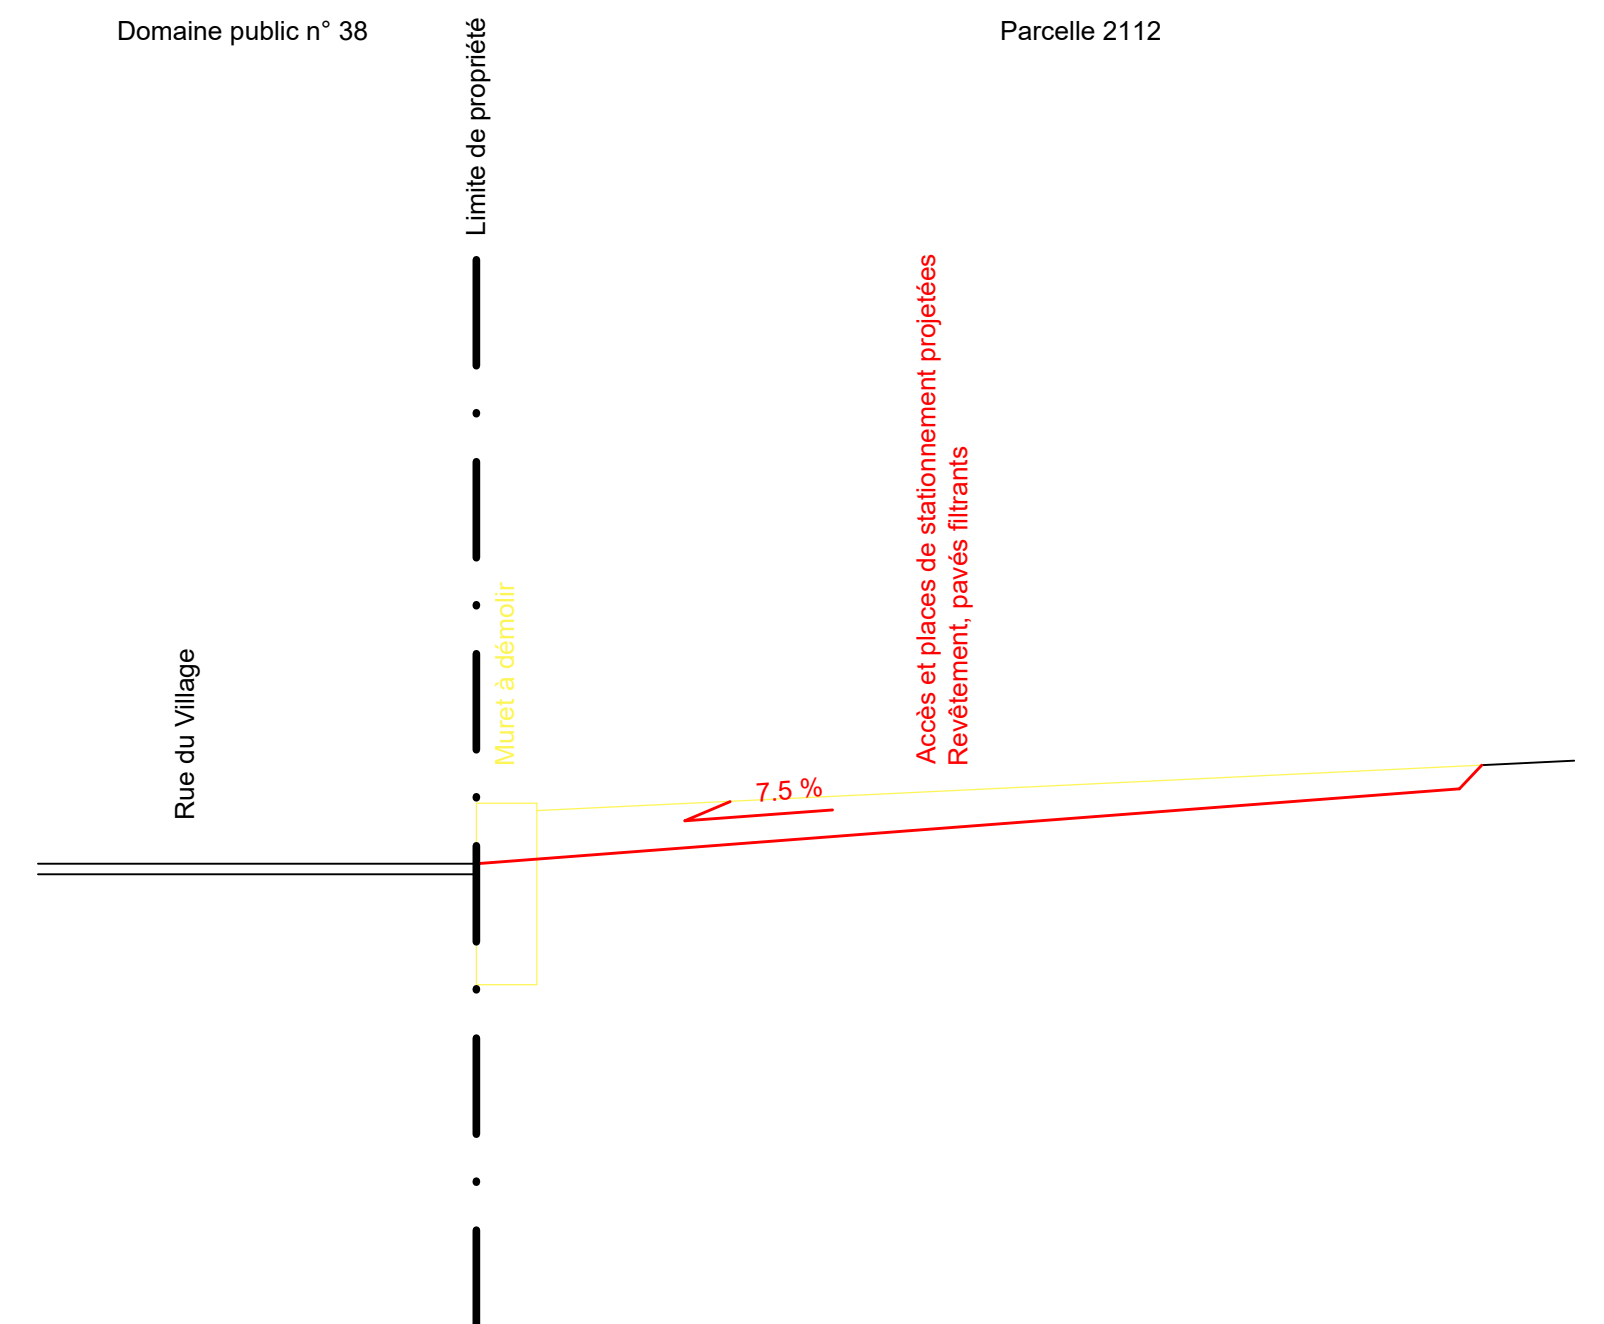 Domaine public n° 38
Parcelle 2112
Limite de propriété
Rue du Village
Muret à démolir
Accès et places de stationnement projetées
Revêtement, pavés filtrants
7.5 %